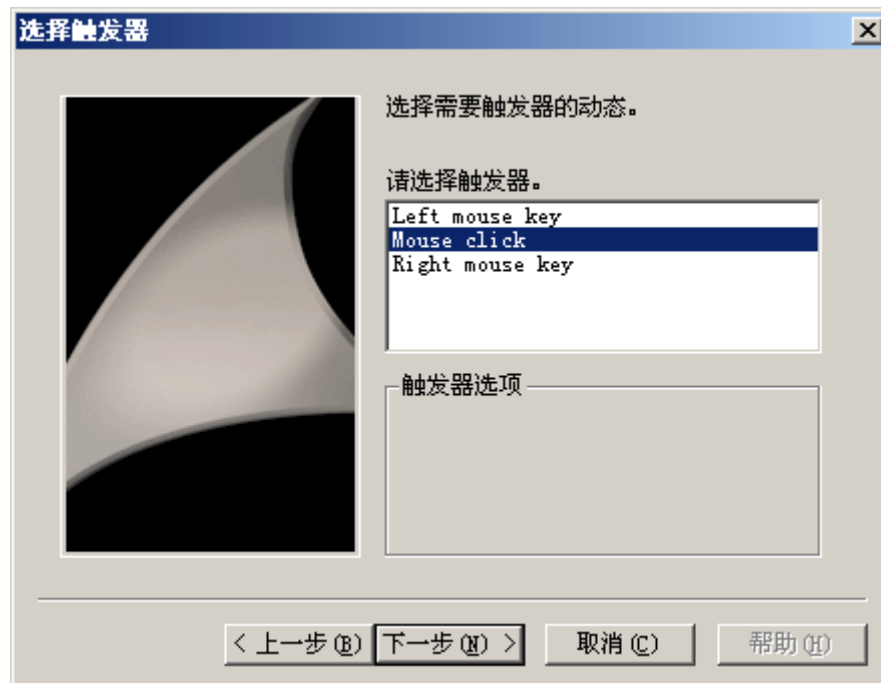 选择触发器
选择需要触发器的动态。
请选择触发器。
Left mouse key
Mouse click
Right mouse key
触发器选项
< 上一步(B)
下一步(N) >
取消(C)
帮助(H)